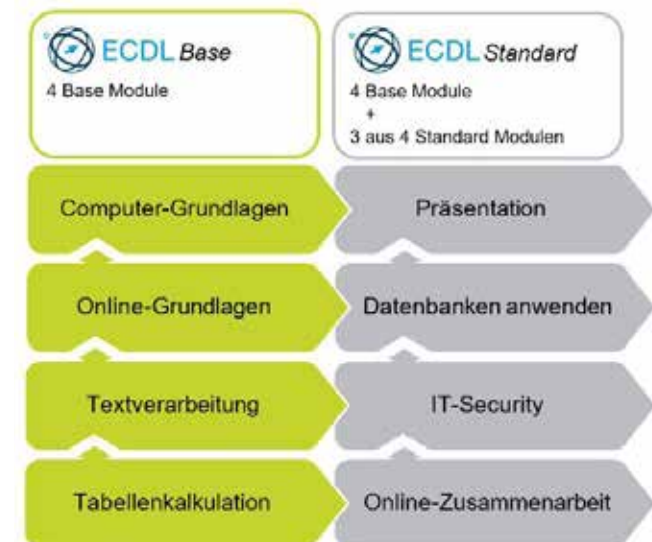 ECDL Base
4 Base Module
ECDL Standard
4 Base Module
+
3 aus 4 Standard Modulen
Computer-Grundlagen
Präsentation
Online-Grundlagen
Datenbanken anwenden
Textverarbeitung
IT-Security
Tabellenkalkulation
Online-Zusammenarbeit